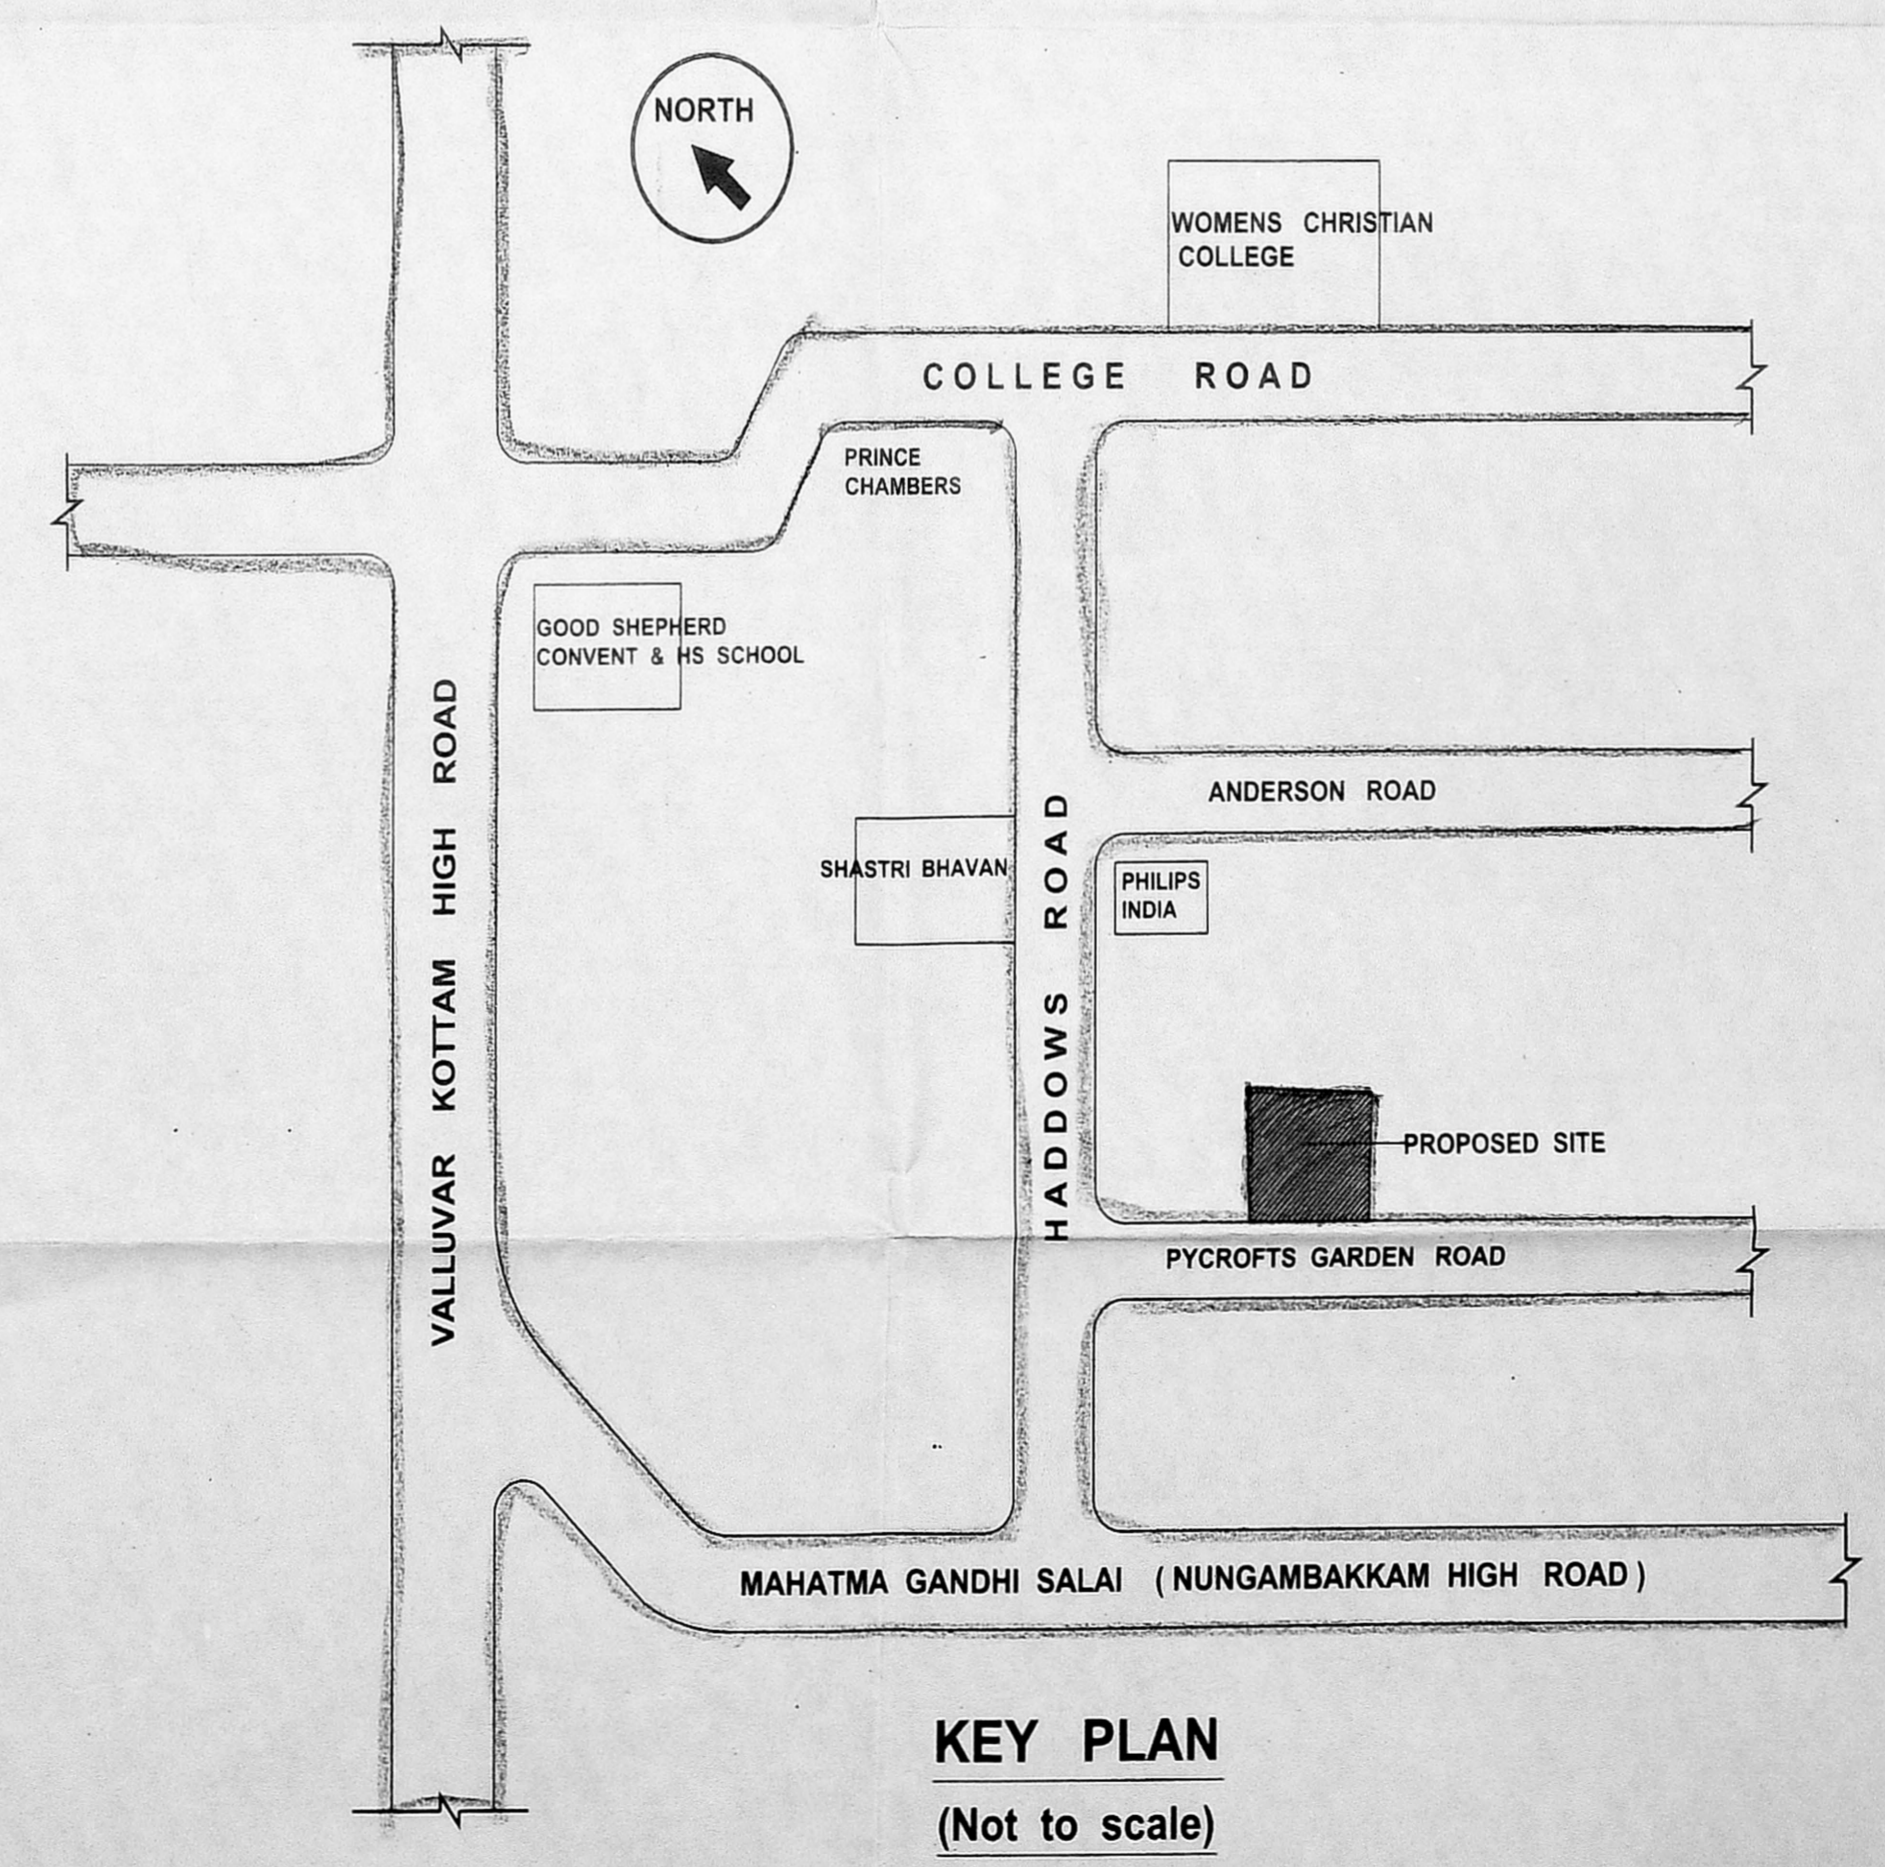 NORTH
WOMENS CHRISTIAN
COLLEGE
COLLEGE ROAD
PRINCE
CHAMBERS
GOOD SHEPHERD
CONVENT & HS SCHOOL
VALLUVAR KOTTAM HIGH ROAD
HADDOWS ROAD
ANDERSON ROAD
SHASTRI BHAVAN
PHILIPS
INDIA
PROPOSED SITE
PYCROFTS GARDEN ROAD
MAHATMA GANDHI SALAI (NUNGAMBAKKAM HIGH ROAD)
KEY PLAN
(Not to scale)